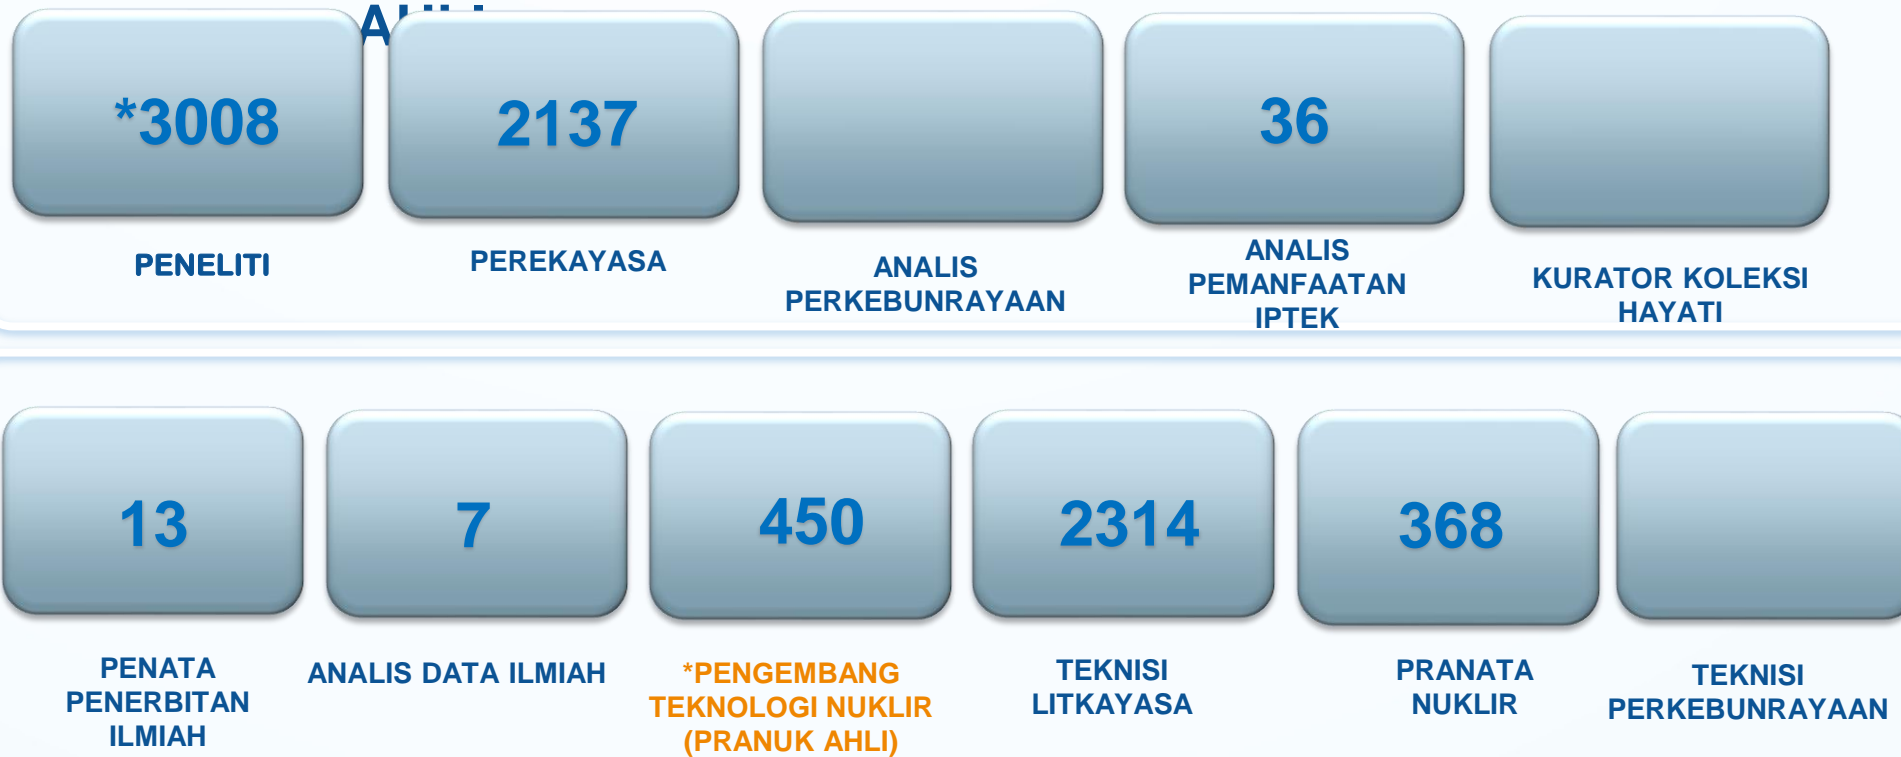 *3008
2137
36
PENELITI
PEREKAYASA
ANALIS
PERKEBUNRAYAAN
ANALIS
PEMANFAATAN
IPTEK
KURATOR KOLEKSI
HAYATI
13
7
450
2314
368
PENATA
PENERBITAN
ILMIAH
ANALIS DATA ILMIAH
*PENGEMBANG
TEKNOLOGI NUKLIR
(PRANUK AHLI)
TEKNISI
LITKAYASA
PRANATA
NUKLIR
TEKNISI
PERKEBUNRAYAAN